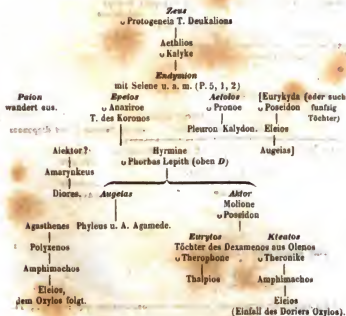 Zeus
∪ Protogeneia T. Deukalions
Aethlios
∪ Kalyke
Endymion
mit Selene u. a. m. (P. 5, 1, 2)
Paion Epeios Aetolos [Eurykyda (oder auch
wandert aus. ∪ Anaxiroe ∪ Pronoe ∪ Poseidon funfzig
T. des Koronos Pleuron Kalydon. Eleios Töchter)
Alektor? Hyrmine Augeias]
Amarynkeus ∪ Phorbas Lepith (oben D)
Diores. Augeias Aktor
Molione
∪ Poseidon
Agasthenes Phyleus u. A. Agamede. Eurytos Kteatos
Polyxenos Töchter des Dexamenos aus Olenos
∪ Therophone ∪ Theronike
Amphimachos Thalpios Amphimachos
Eleios, Eleios
dem Oxylos folgt. (Einfall des Doriers Oxylos).